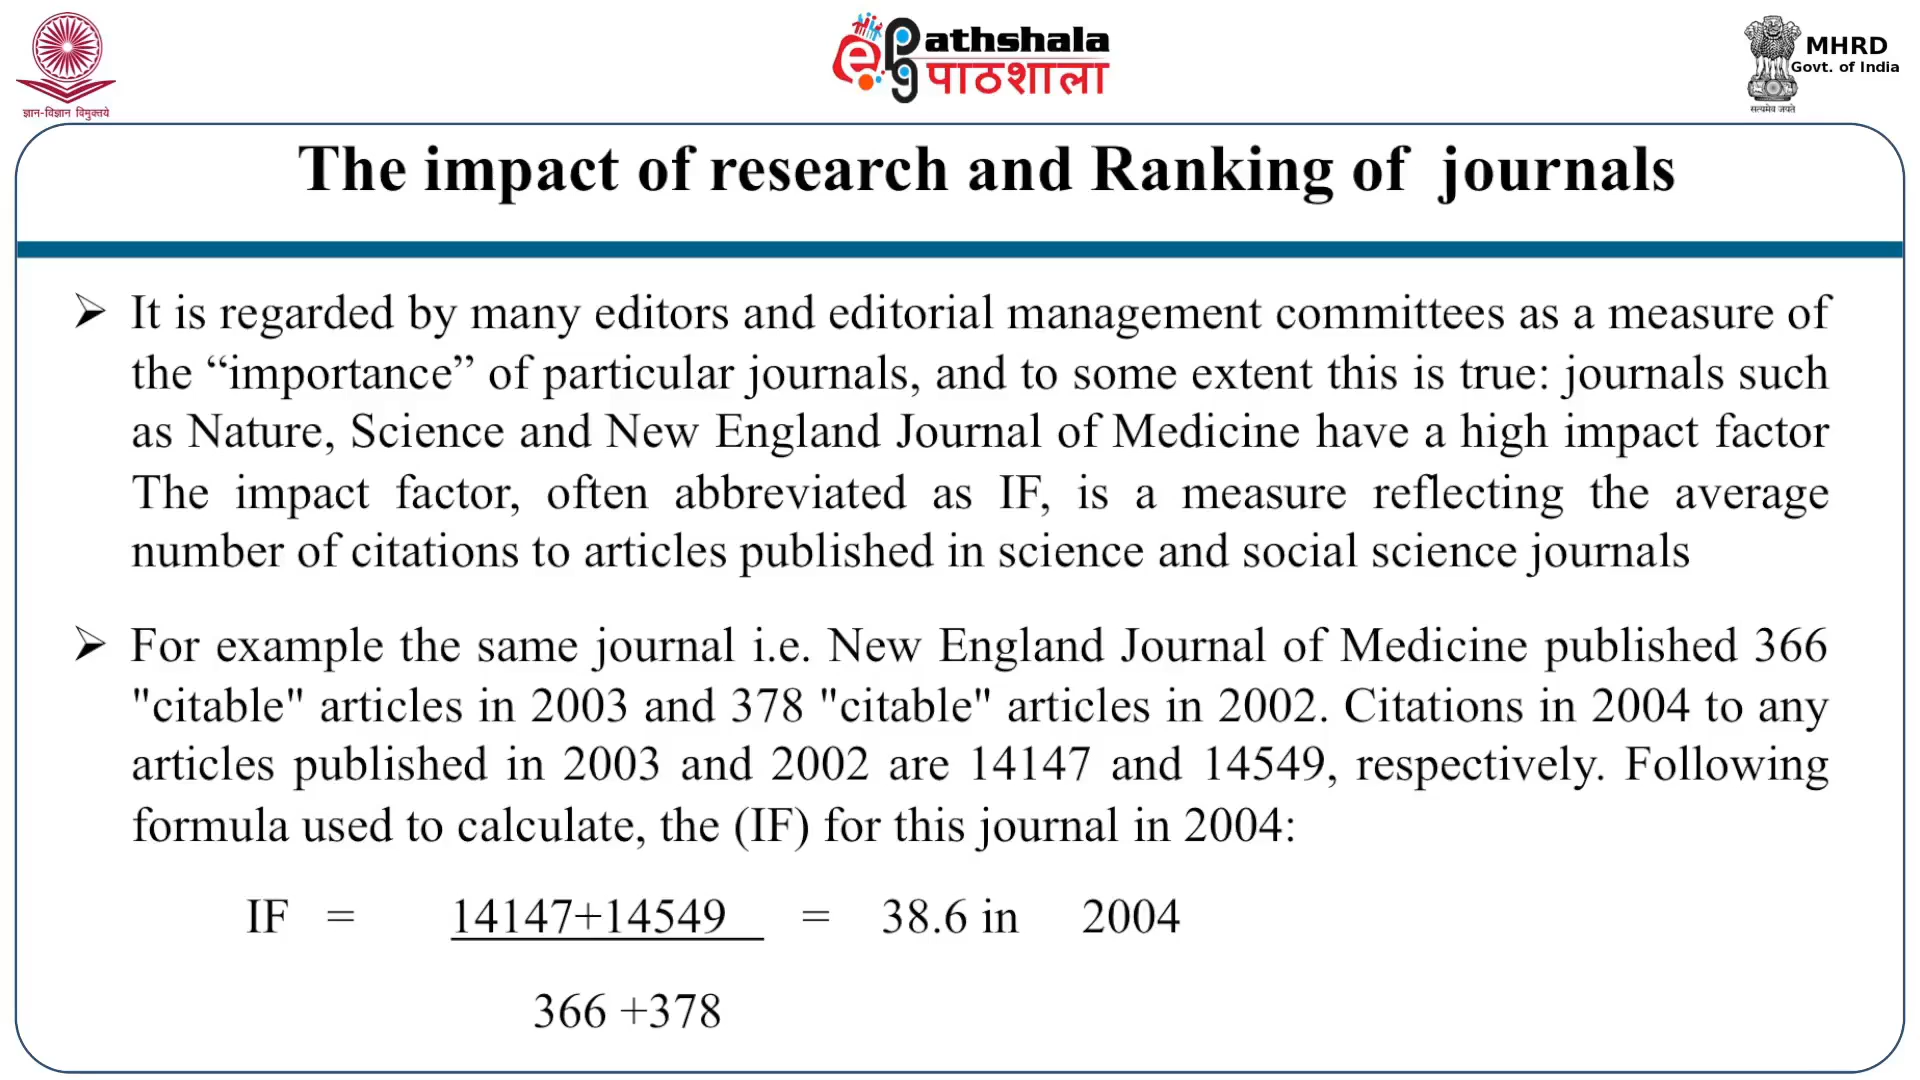 ज्ञान-विज्ञान विमुक्तये
ePathshala
पाठशाला
MHRD
Govt. of India
सत्यमेव जयते
The impact of research and Ranking of journals
➢ It is regarded by many editors and editorial management committees as a measure of
the “importance” of particular journals, and to some extent this is true: journals such
as Nature, Science and New England Journal of Medicine have a high impact factor
The impact factor, often abbreviated as IF, is a measure reflecting the average
number of citations to articles published in science and social science journals
➢ For example the same journal i.e. New England Journal of Medicine published 366
"citable" articles in 2003 and 378 "citable" articles in 2002. Citations in 2004 to any
articles published in 2003 and 2002 are 14147 and 14549, respectively. Following
formula used to calculate, the (IF) for this journal in 2004:
IF = 14147+14549 = 38.6 in 2004
366 +378